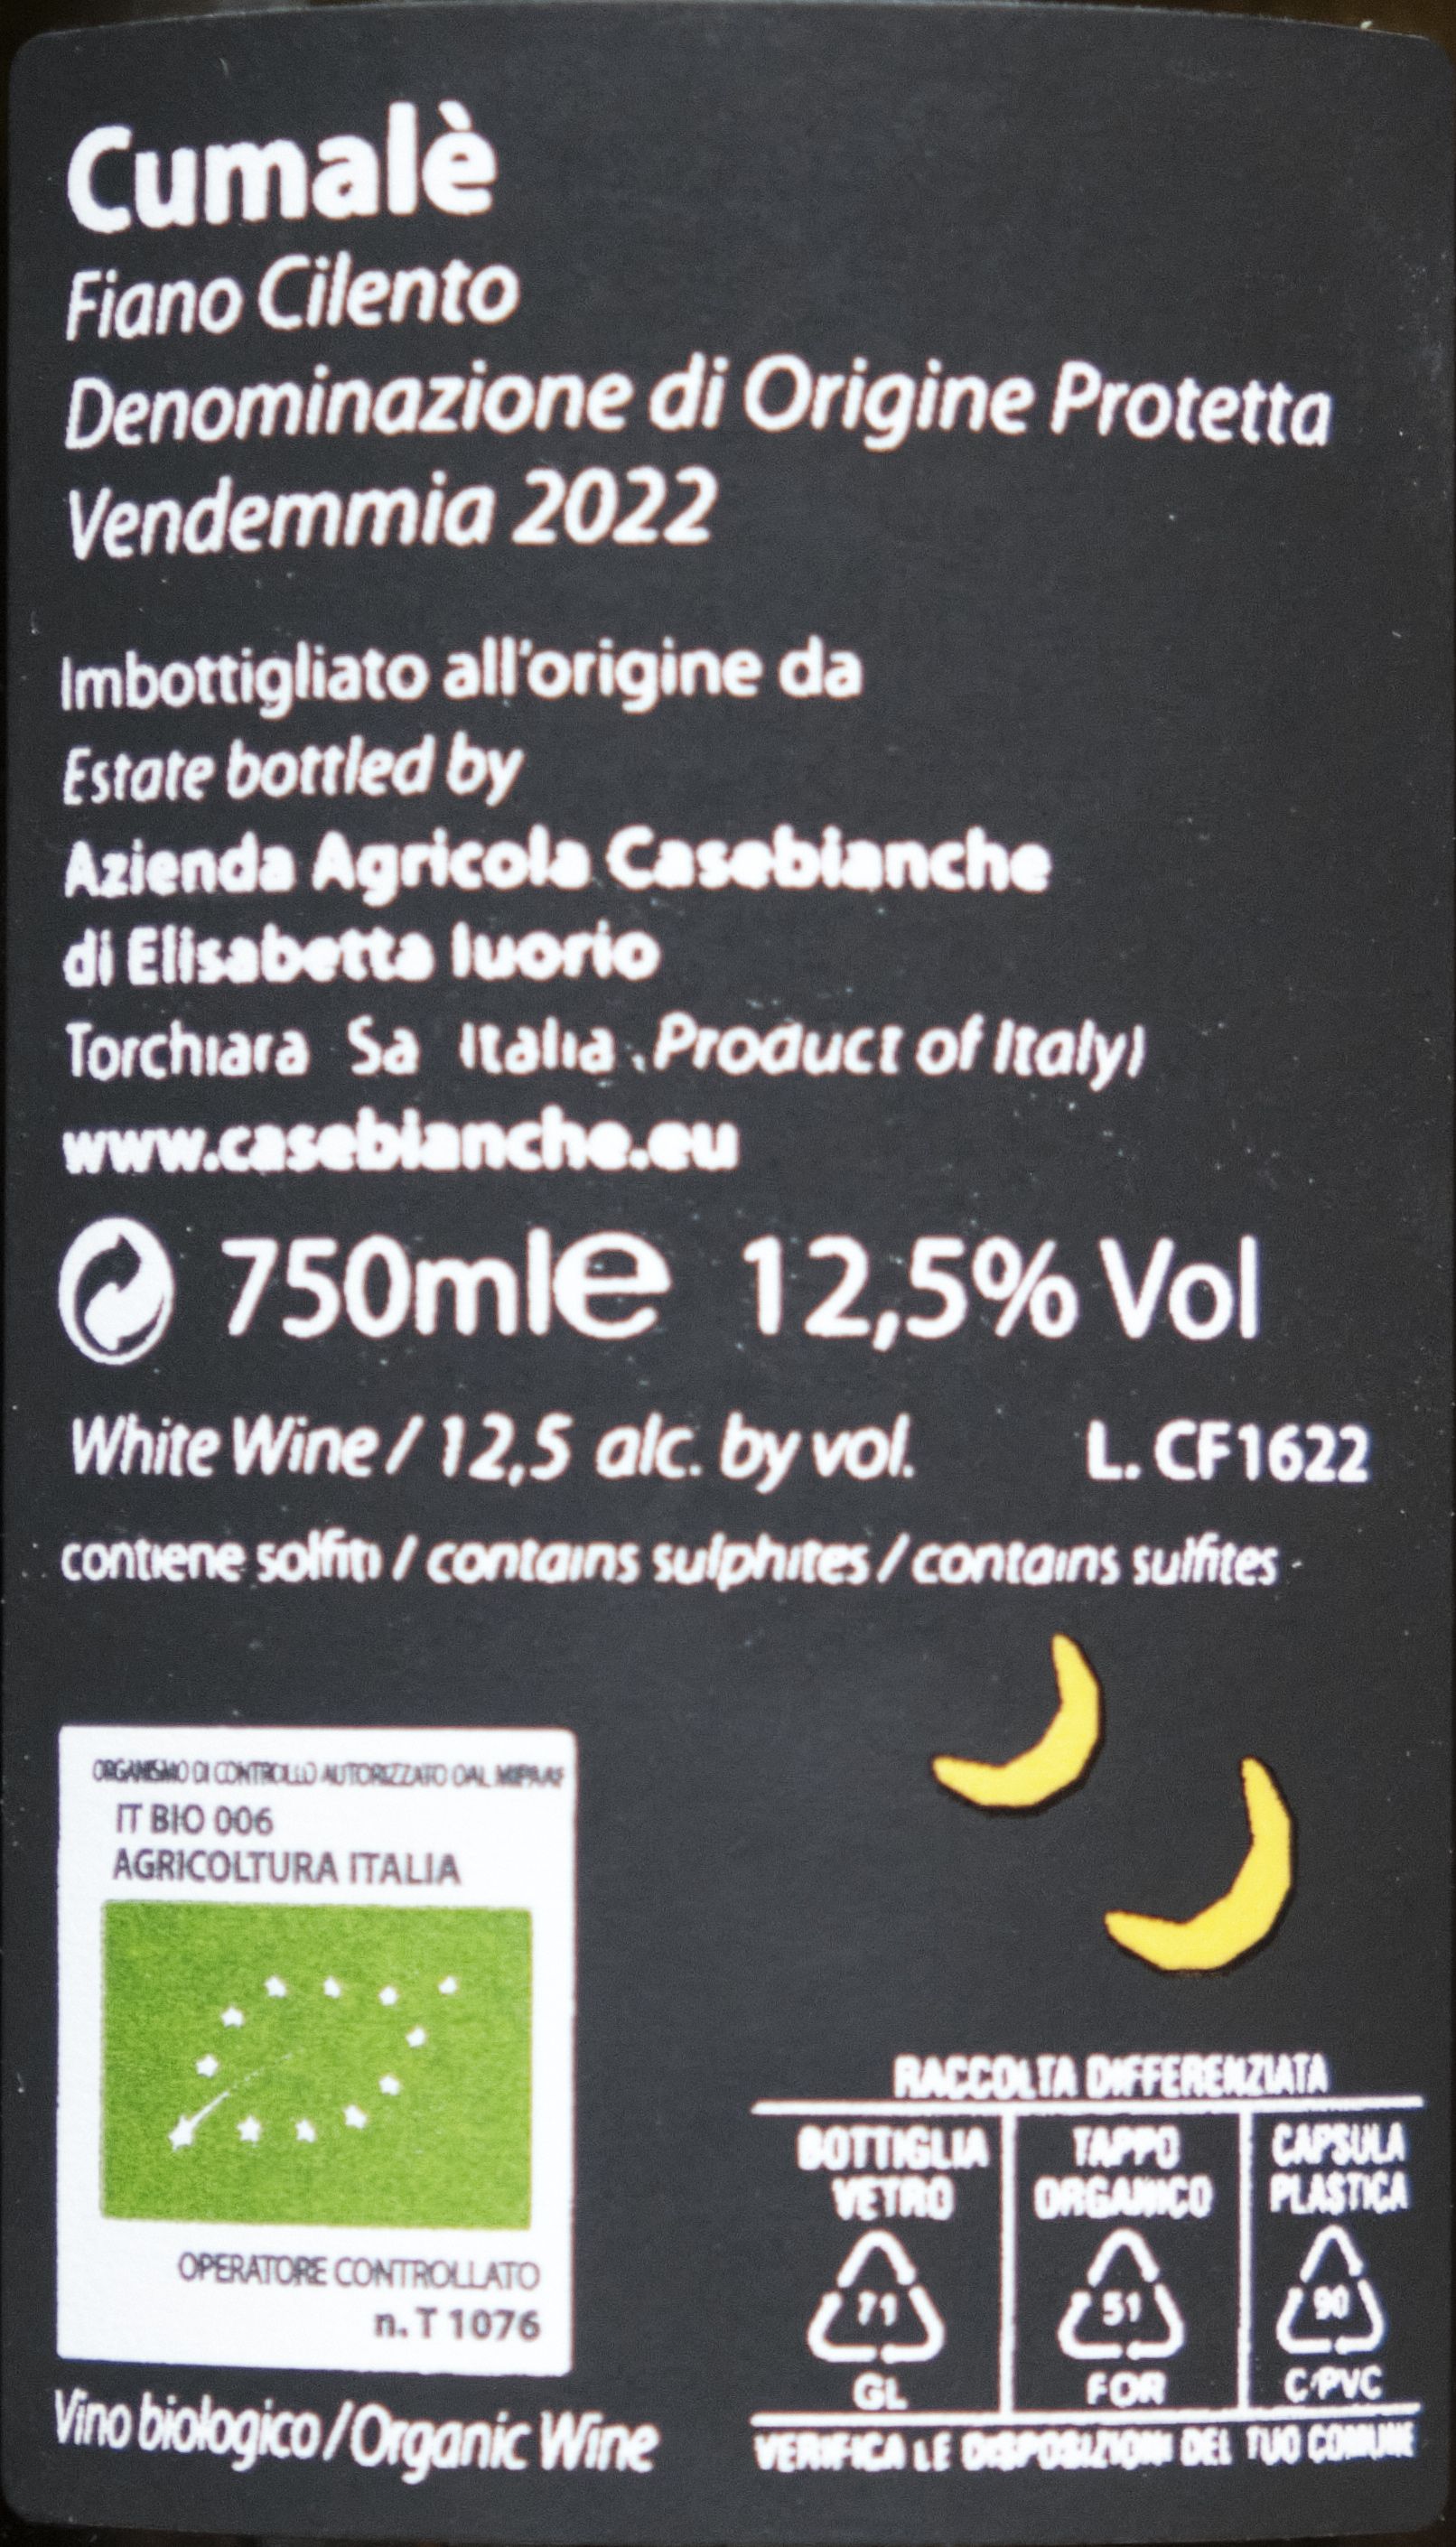 Cumalè
Fiano Cilento
Denominazione di Origine Protetta
Vendemmia 2022
Imbottigliato all'origine da
Estate bottled by
Azienda Agricola Casebianche
di Elisabetta Iuorio
Torchiara Sa Italia (Product of Italy)
www.casebianche.eu
750ml e 12,5% Vol
White Wine / 12,5 alc. by vol. L. CF1622
contiene solfiti / contains sulphites / contains sulfites -
ORGANISMO DI CONTROLLO AUTORIZZATO DAL MIPAAF
IT BIO 006
AGRICOLTURA ITALIA
OPERATORE CONTROLLATO
n. T 1076
Vino biologico / Organic Wine
RACCOLTA DIFFERENZIATA
BOTTIGLIA TAPPO CAPSULA
VETRO ORGANICO PLASTICA
71 51 90
GL FOR C/PVC
VERIFICA LE DISPOSIZIONI DEL TUO COMUNE